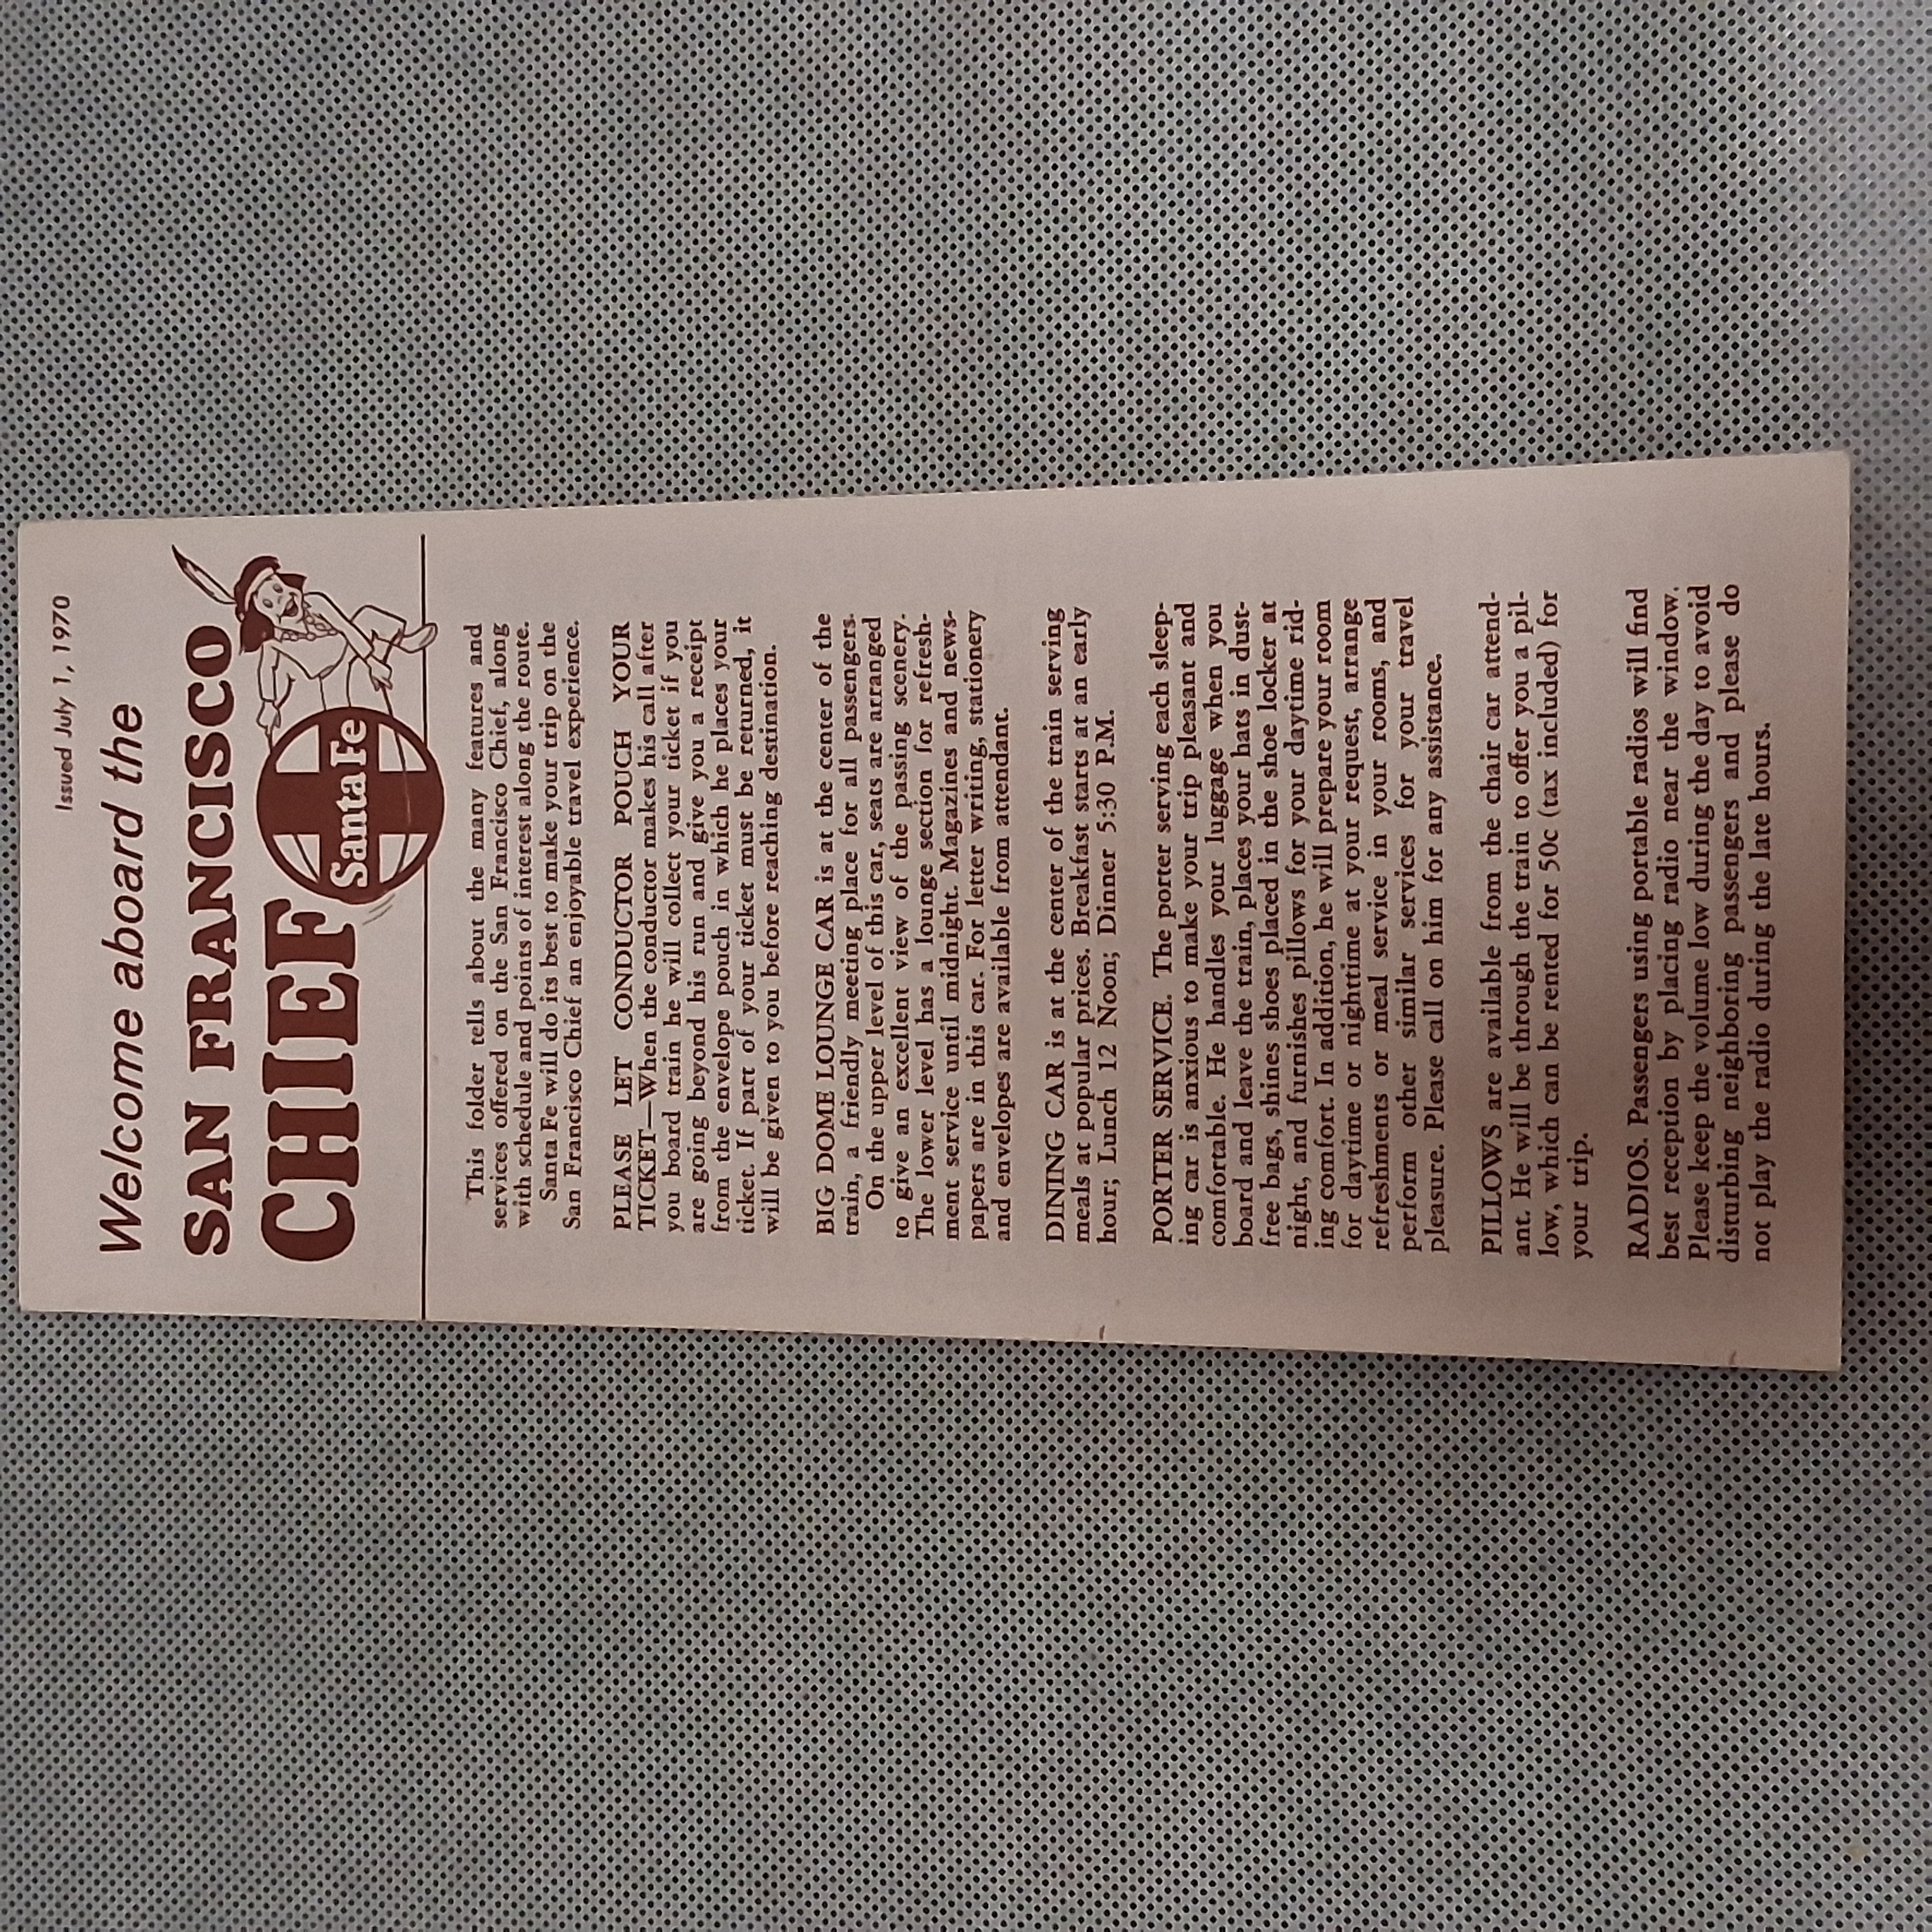 Issued July 1, 1970
Welcome aboard the
SAN FRANCISCO
CHIEF
Santa Fe
This folder tells about the many features and
services offered on the San Francisco Chief, along
with schedule and points of interest along the route.
Santa Fe will do its best to make your trip on the
San Francisco Chief an enjoyable travel experience.
PLEASE LET CONDUCTOR POUCH YOUR
TICKET—When the conductor makes his call after
you board train he will collect your ticket if you
are going beyond his run and give you a receipt
from the envelope pouch in which he places your
ticket. If part of your ticket must be returned, it
will be given to you before reaching destination.
BIG DOME LOUNGE CAR is at the center of the
train, a friendly meeting place for all passengers.
On the upper level of this car, seats are arranged
to give an excellent view of the passing scenery.
The lower level has a lounge section for refresh-
ment service until midnight. Magazines and news-
papers are in this car. For letter writing, stationery
and envelopes are available from attendant.
DINING CAR is at the center of the train serving
meals at popular prices. Breakfast starts at an early
hour; Lunch 12 Noon; Dinner 5:30 P.M.
PORTER SERVICE. The porter serving each sleep-
ing car is anxious to make your trip pleasant and
comfortable. He handles your luggage when you
board and leave the train, places your hats in dust-
free bags, shines shoes placed in the shoe locker at
night, and furnishes pillows for your daytime rid-
ing comfort. In addition, he will prepare your room
for daytime or nightime at your request, arrange
refreshments or meal service in your rooms, and
perform other similar services for your travel
pleasure. Please call on him for any assistance.
PILLOWS are available from the chair car attend-
ant. He will be through the train to offer you a pil-
low, which can be rented for 50c (tax included) for
your trip.
RADIOS. Passengers using portable radios will find
best reception by placing radio near the window.
Please keep the volume low during the day to avoid
disturbing neighboring passengers and please do
not play the radio during the late hours.